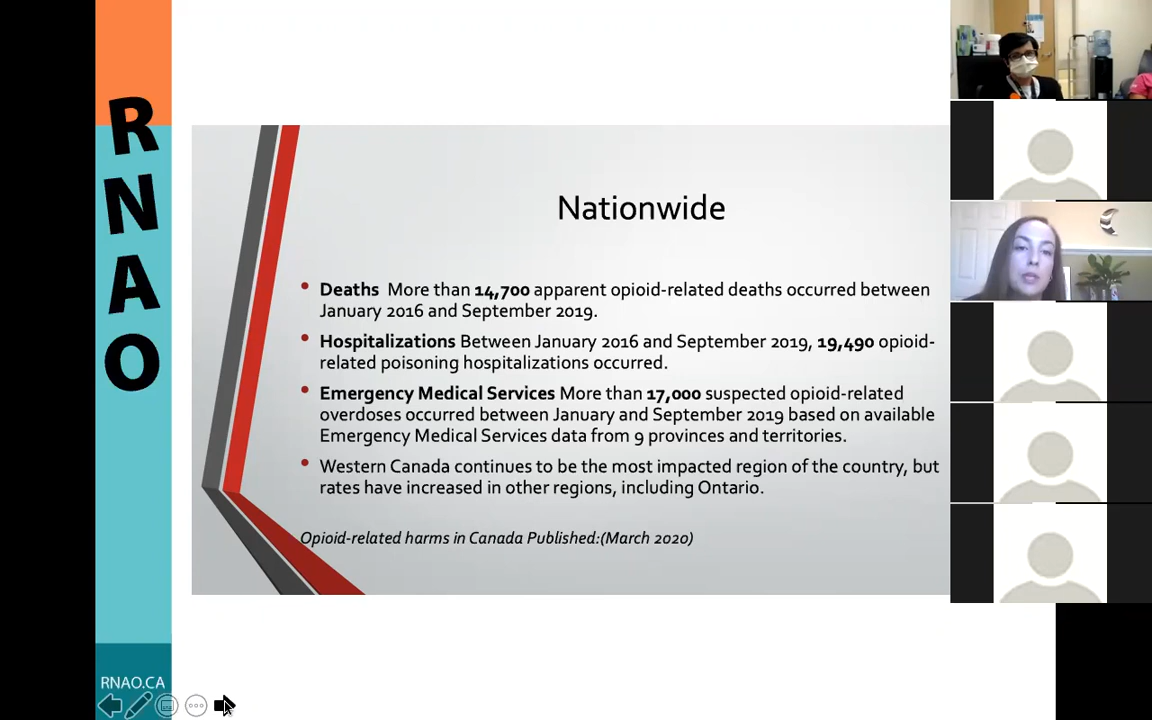 RNAO
Nationwide
• Deaths More than 14,700 apparent opioid-related deaths occurred between
January 2016 and September 2019.
• Hospitalizations Between January 2016 and September 2019, 19,490 opioid-
related poisoning hospitalizations occurred.
• Emergency Medical Services More than 17,000 suspected opioid-related
overdoses occurred between January and September 2019 based on available
Emergency Medical Services data from 9 provinces and territories.
• Western Canada continues to be the most impacted region of the country, but
rates have increased in other regions, including Ontario.
Opioid-related harms in Canada Published:(March 2020)
RNAO.CA